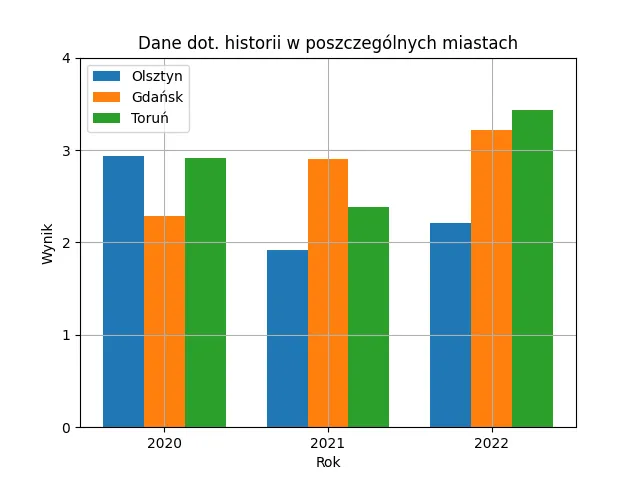 Dane dot. historii w poszczególnych miastach
Olsztyn
Gdańsk
Toruń
4
3
2
1
0
Wynik
2020 2021 2022
Rok